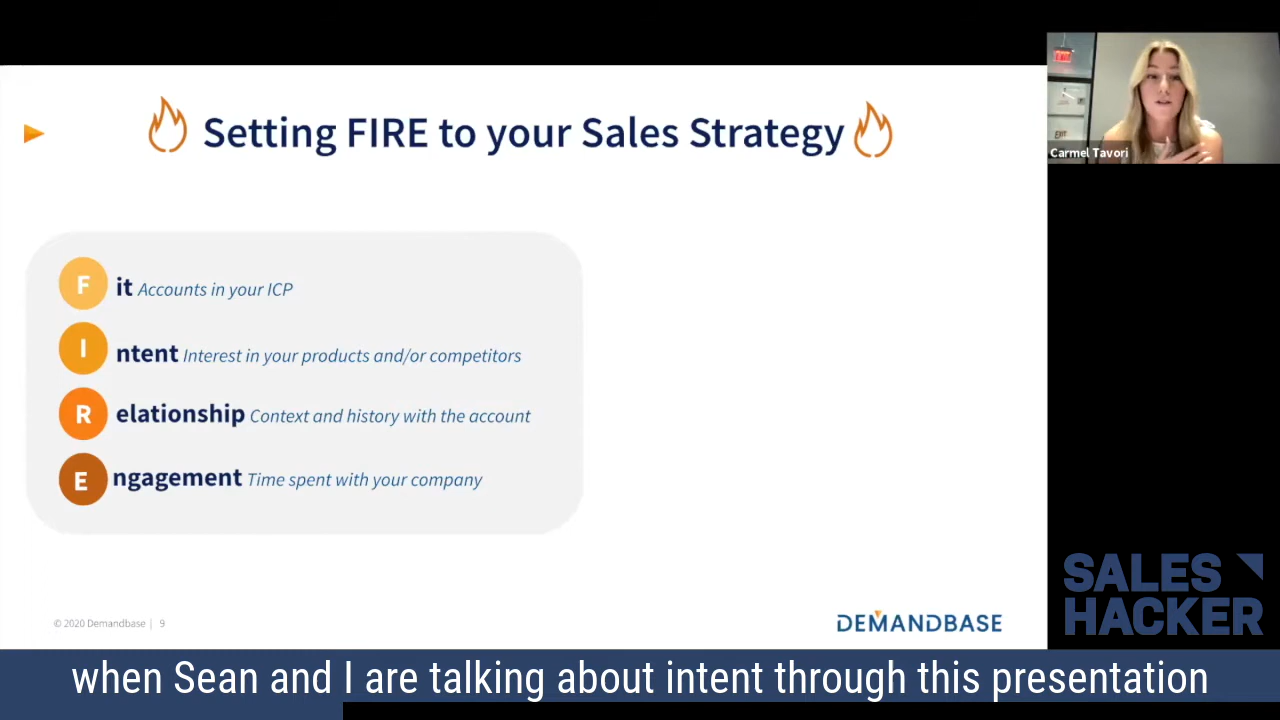 Setting FIRE to your Sales Strategy
F it Accounts in your ICP
I ntent Interest in your products and/or competitors
R elationship Context and history with the account
E ngagement Time spent with your company
© 2020 Demandbase | 9
DEMANDBASE
Carmel Tavori
SALES
HACKER
when Sean and I are talking about intent through this presentation